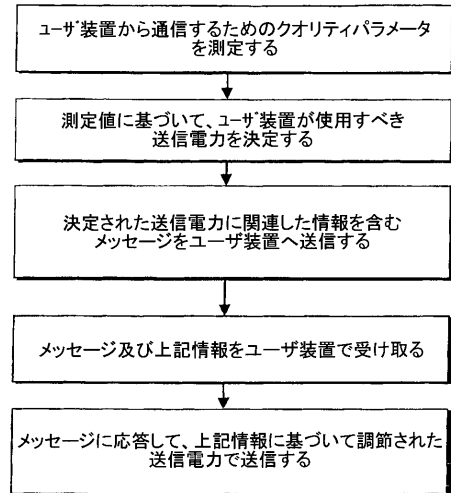 ユーザ装置から通信するためのクオリティパラメータ
を測定する
測定値に基づいて、ユーザ装置が使用すべき
送信電力を決定する
決定された送信電力に関連した情報を含む
メッセージをユーザ装置へ送信する
メッセージ及び上記情報をユーザ装置で受け取る
メッセージに応答して、上記情報に基づいて調節された
送信電力で送信する